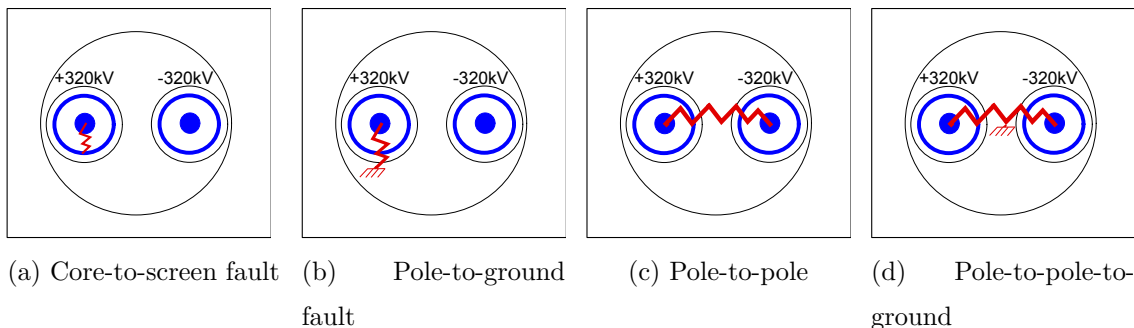 +320kV -320kV
+320kV -320kV
+320kV -320kV
+320kV -320kV
(a) Core-to-screen fault
(b) Pole-to-ground
fault
(c) Pole-to-pole
(d) Pole-to-pole-to-
ground